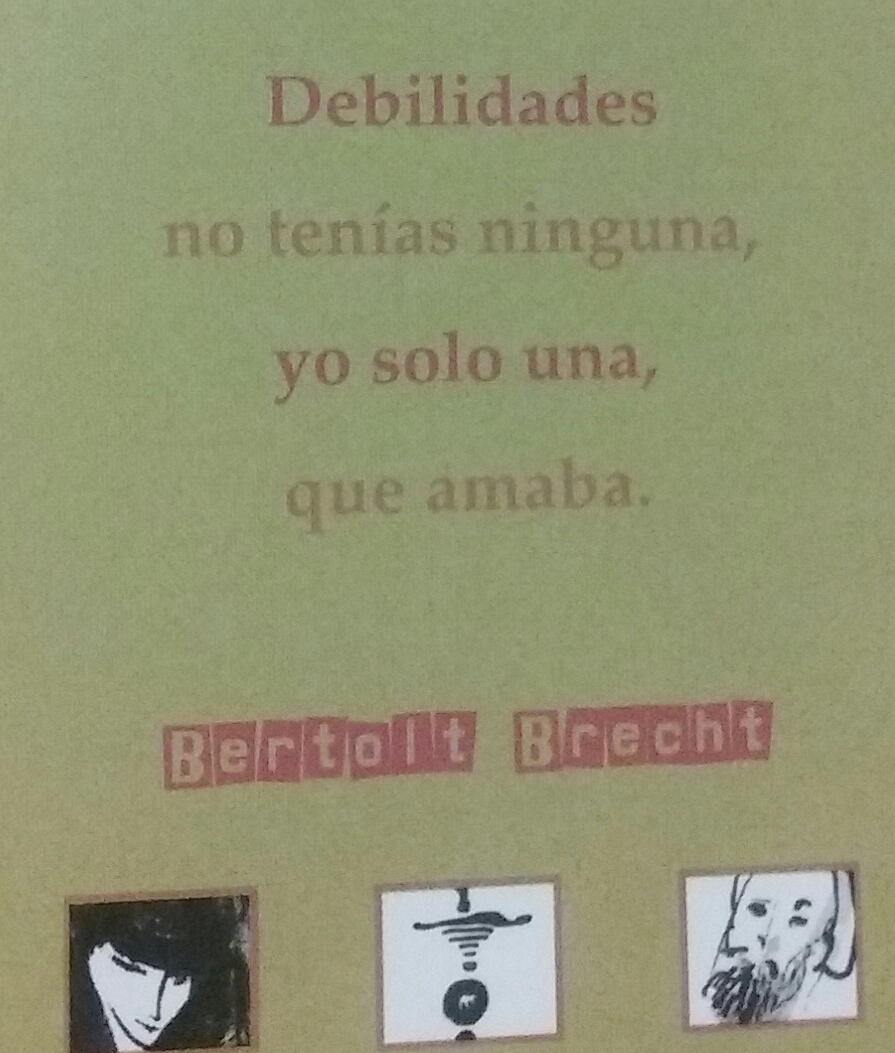 Debilidades
no tenías ninguna,
yo solo una,
que amaba.
Bertolt Brecht